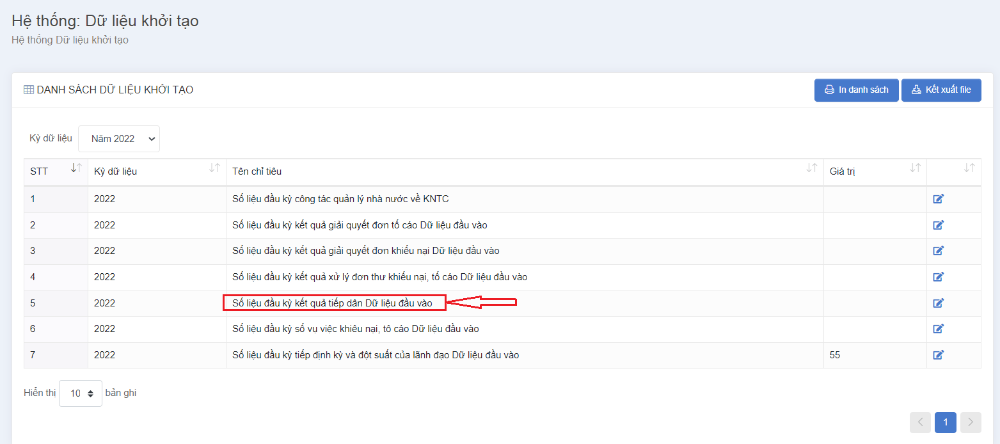 Hệ thống: Dữ liệu khởi tạo
Hệ thống Dữ liệu khởi tạo
DANH SÁCH DỮ LIỆU KHỞI TẠO
In danh sách Kết xuất file
Kỳ dữ liệu Năm 2022
STT Kỳ dữ liệu Tên chỉ tiêu Giá trị
1 2022 Số liệu đầu kỳ công tác quản lý nhà nước về KNTC
2 2022 Số liệu đầu kỳ kết quả giải quyết đơn tố cáo Dữ liệu đầu vào
3 2022 Số liệu đầu kỳ kết quả giải quyết đơn khiếu nại Dữ liệu đầu vào
4 2022 Số liệu đầu kỳ kết quả xử lý đơn thư khiếu nại, tố cáo Dữ liệu đầu vào
5 2022 Số liệu đầu kỳ kết quả tiếp dân Dữ liệu đầu vào
6 2022 Số liệu đầu kỳ số vụ việc khiêu nại, tô cáo Dữ liệu đầu vào
7 2022 Số liệu đầu kỳ tiếp định kỳ và đột suất của lãnh đạo Dữ liệu đầu vào 55
Hiển thị 10 bản ghi
1